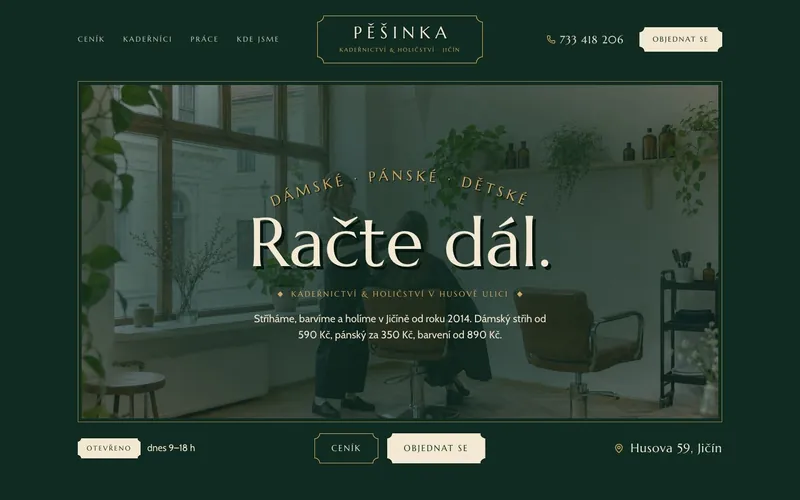 CENÍK
KADEŘNÍCI
PRÁCE
KDE JSME
PĚŠINKA
KADEŘNICTVÍ & HOLIČSTVÍ · JIČÍN
733 418 206
OBJEDNAT SE
DÁMSKÉ · PÁNSKÉ · DĚTSKÉ
Račte dál.
KADEŘNICTVÍ & HOLIČSTVÍ V HUSOVĚ ULICI
Stříháme, barvíme a holíme v Jičíně od roku 2014. Dámský střih od
590 Kč, pánský za 350 Kč, barvení od 890 Kč.
OTEVŘENO
dnes 9–18 h
CENÍK
OBJEDNAT SE
Husova 59, Jičín